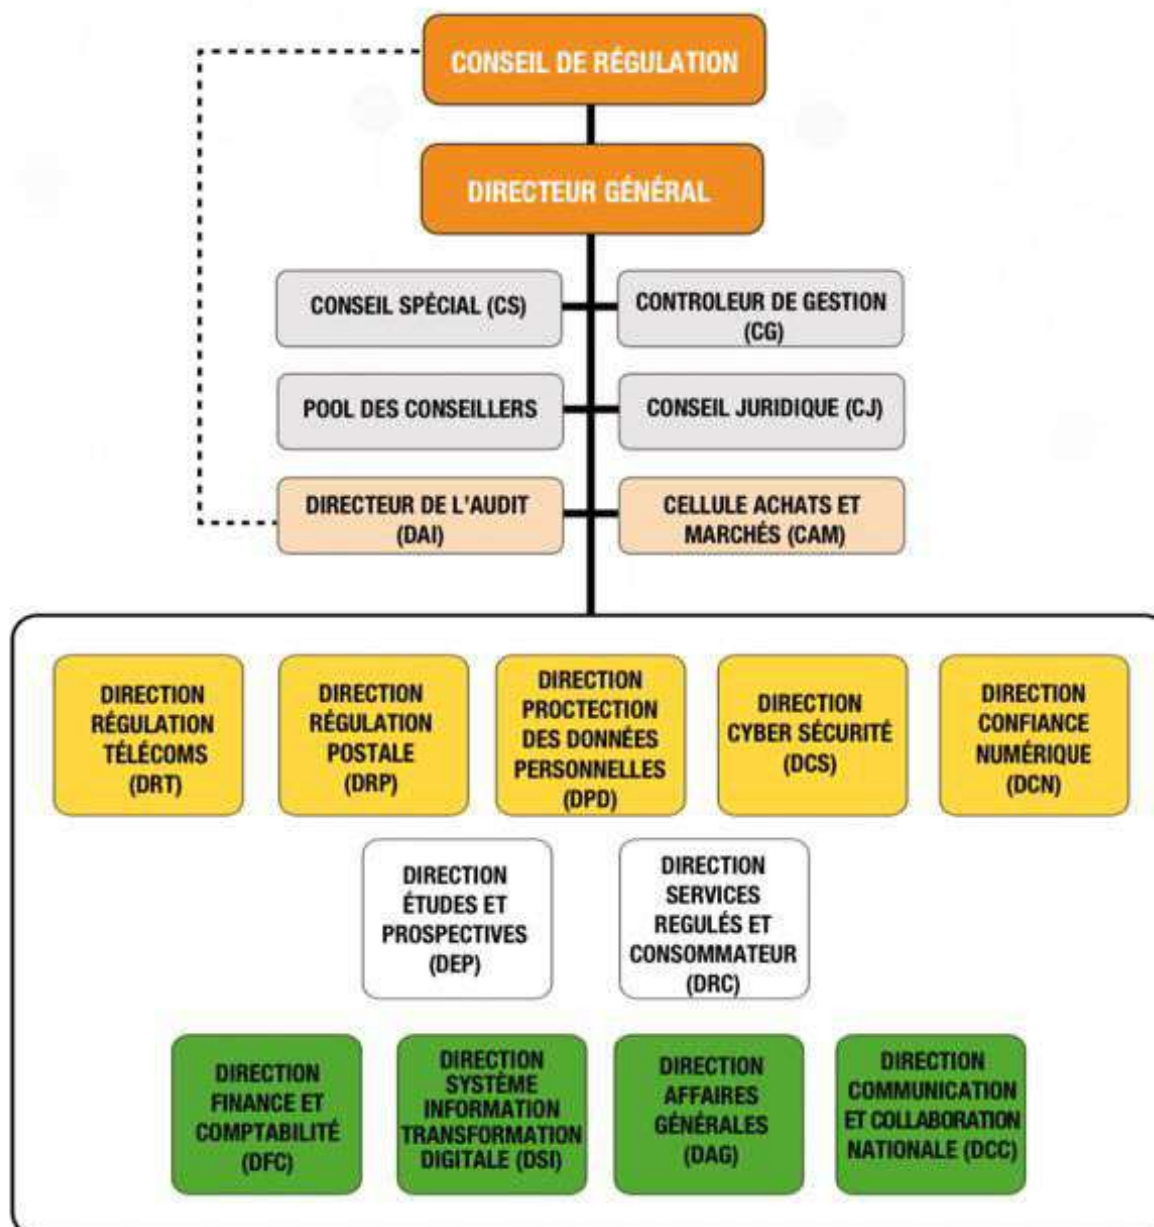 CONSEIL DE RÉGULATION
DIRECTEUR GÉNÉRAL
CONSEIL SPÉCIAL (CS)
CONTROLEUR DE GESTION
(CG)
POOL DES CONSEILLERS
CONSEIL JURIDIQUE (CJ)
DIRECTEUR DE L'AUDIT
(DAI)
CELLULE ACHATS ET
MARCHÉS (CAM)
DIRECTION
RÉGULATION
TÉLÉCOMS
(DRT)
DIRECTION
RÉGULATION
POSTALE
(DRP)
DIRECTION
PROCTECTION
DES DONNÉES
PERSONNELLES
(DPD)
DIRECTION
CYBER SÉCURITÉ
(DCS)
DIRECTION
CONFIANCE
NUMÉRIQUE
(DCN)
DIRECTION
ÉTUDES ET
PROSPECTIVES
(DEP)
DIRECTION
SERVICES
REGULÉS ET
CONSOMMATEUR
(DRC)
DIRECTION
FINANCE ET
COMPTABILITÉ
(DFC)
DIRECTION
SYSTÈME
INFORMATION
TRANSFORMATION
DIGITALE (DSI)
DIRECTION
AFFAIRES
GÉNÉRALES
(DAG)
DIRECTION
COMMUNICATION
ET COLLABORATION
NATIONALE (DCC)